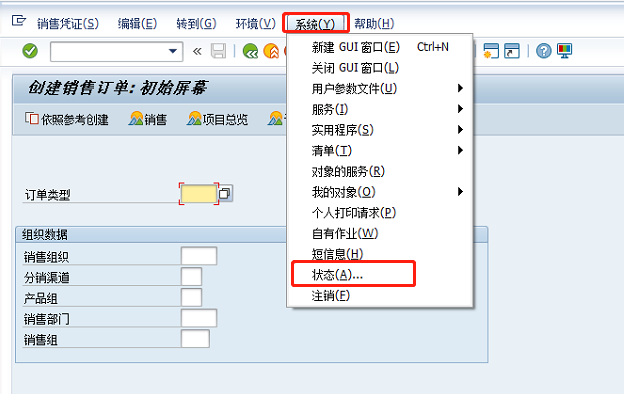 销售凭证(S) 编辑(E) 转到(G) 环境(V) 系统(Y) 帮助(H)
新建 GUI 窗口(E) Ctrl+N
关闭 GUI 窗口(L)
用户参数文件(U)
服务(I)
实用程序(S)
清单(T)
对象的服务(R)
我的对象(O)
个人打印请求(P)
自有作业(W)
短信息(H)
状态(A)...
注销(F)
创建销售订单: 初始屏幕
依照参考创建 销售 项目总览
订单类型
组织数据
销售组织
分销渠道
产品组
销售部门
销售组